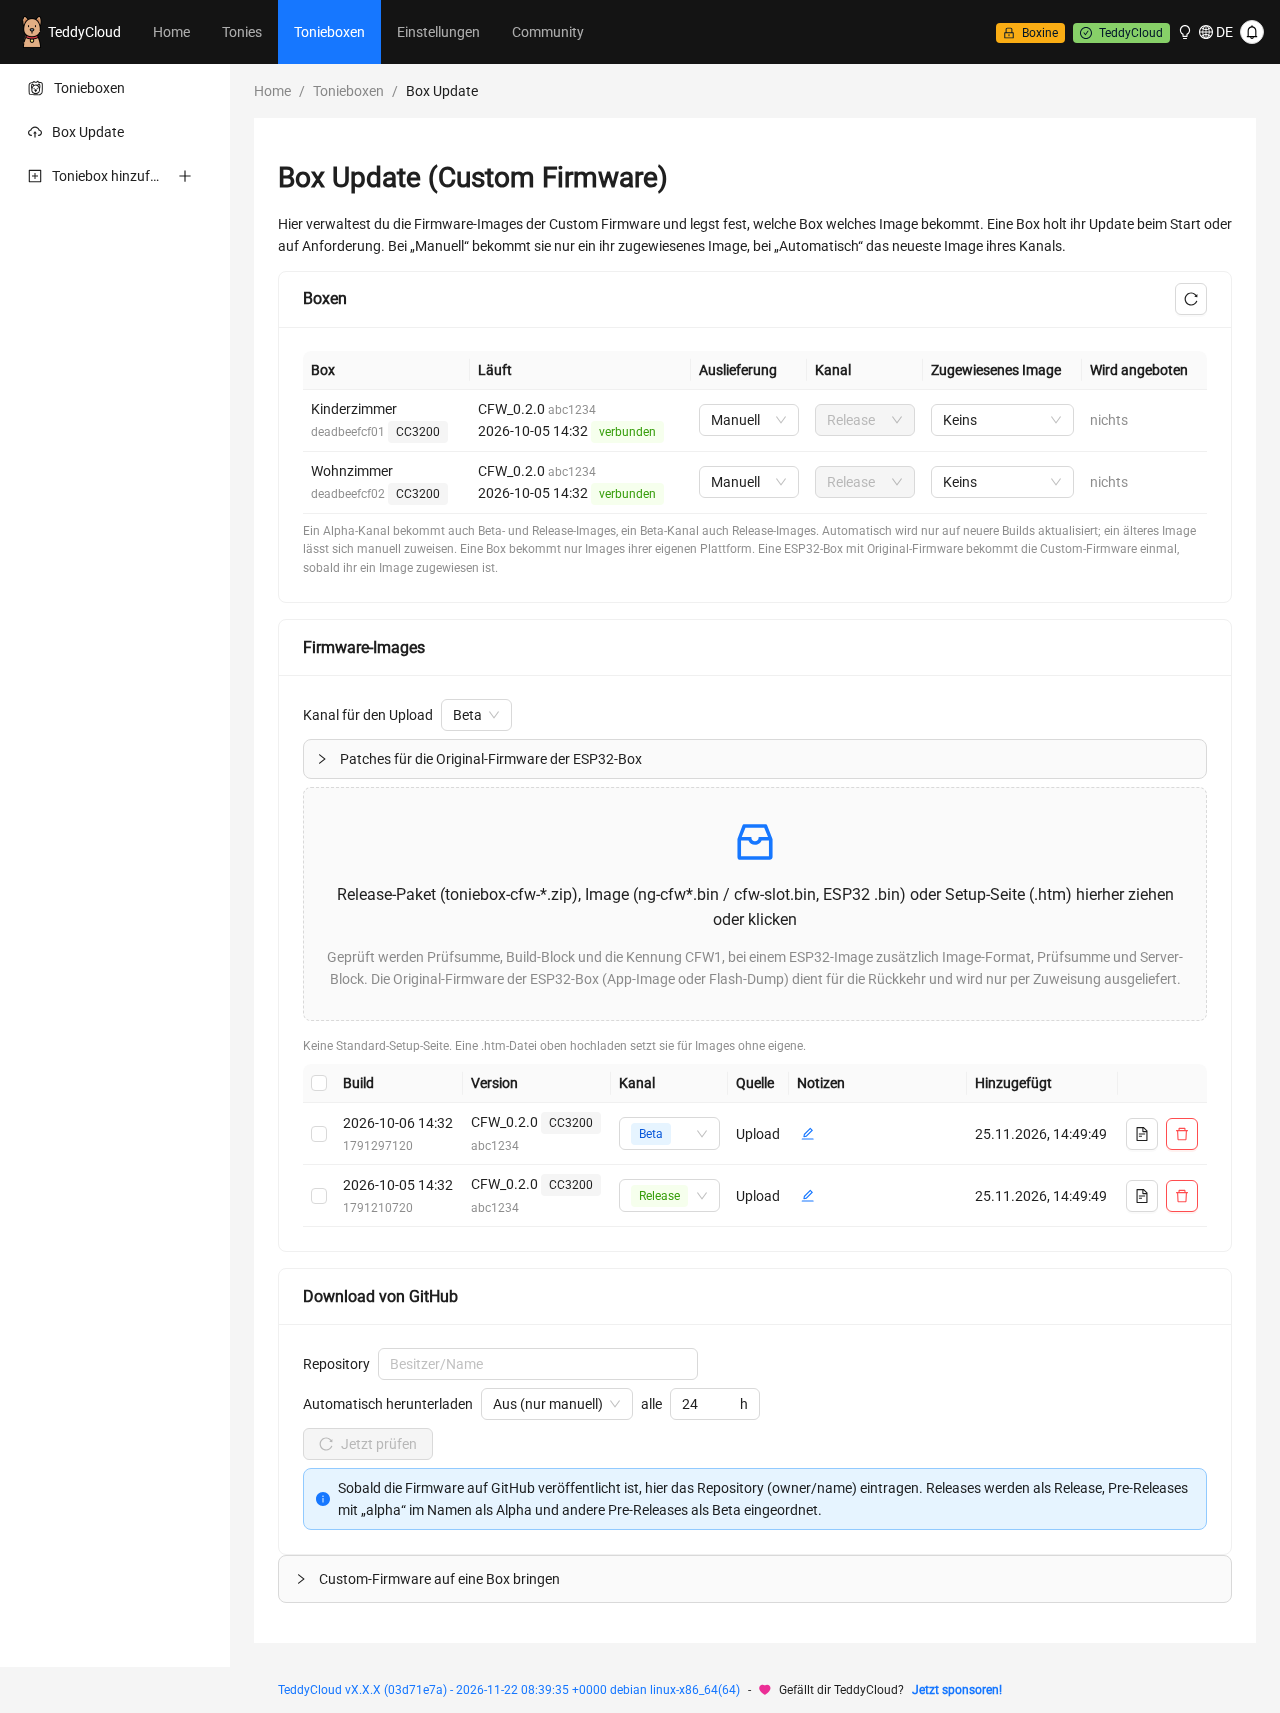 TeddyCloud Home Tonies Tonieboxen Einstellungen Community Boxine TeddyCloud DE
Tonieboxen
Box Update
Toniebox hinzuf...
Home / Tonieboxen / Box Update
Box Update (Custom Firmware)
Hier verwaltest du die Firmware-Images der Custom Firmware und legst fest, welche Box welches Image bekommt. Eine Box holt ihr Update beim Start oder
auf Anforderung. Bei „Manuell“ bekommt sie nur ein ihr zugewiesenes Image, bei „Automatisch“ das neueste Image ihres Kanals.
Boxen
Box Läuft Auslieferung Kanal Zugewiesenes Image Wird angeboten
Kinderzimmer CFW_0.2.0 abc1234
Manuell Release Keins nichts
deadbeefcf01 CC3200 2026-10-05 14:32 verbunden
Wohnzimmer CFW_0.2.0 abc1234
Manuell Release Keins nichts
deadbeefcf02 CC3200 2026-10-05 14:32 verbunden
Ein Alpha-Kanal bekommt auch Beta- und Release-Images, ein Beta-Kanal auch Release-Images. Automatisch wird nur auf neuere Builds aktualisiert; ein älteres Image
lässt sich manuell zuweisen. Eine Box bekommt nur Images ihrer eigenen Plattform. Eine ESP32-Box mit Original-Firmware bekommt die Custom-Firmware einmal,
sobald ihr ein Image zugewiesen ist.
Firmware-Images
Kanal für den Upload Beta
Patches für die Original-Firmware der ESP32-Box
Release-Paket (toniebox-cfw-*.zip), Image (ng-cfw*.bin / cfw-slot.bin, ESP32 .bin) oder Setup-Seite (.htm) hierher ziehen
oder klicken
Geprüft werden Prüfsumme, Build-Block und die Kennung CFW1, bei einem ESP32-Image zusätzlich Image-Format, Prüfsumme und Server-
Block. Die Original-Firmware der ESP32-Box (App-Image oder Flash-Dump) dient für die Rückkehr und wird nur per Zuweisung ausgeliefert.
Keine Standard-Setup-Seite. Eine .htm-Datei oben hochladen setzt sie für Images ohne eigene.
Build Version Kanal Quelle Notizen Hinzugefügt
2026-10-06 14:32 CFW_0.2.0 CC3200
Beta Upload 25.11.2026, 14:49:49
1791297120 abc1234
2026-10-05 14:32 CFW_0.2.0 CC3200
Release Upload 25.11.2026, 14:49:49
1791210720 abc1234
Download von GitHub
Repository Besitzer/Name
Automatisch herunterladen Aus (nur manuell) alle 24 h
Jetzt prüfen
Sobald die Firmware auf GitHub veröffentlicht ist, hier das Repository (owner/name) eintragen. Releases werden als Release, Pre-Releases
mit „alpha“ im Namen als Alpha und andere Pre-Releases als Beta eingeordnet.
Custom-Firmware auf eine Box bringen
TeddyCloud vX.X.X (03d71e7a) - 2026-11-22 08:39:35 +0000 debian linux-x86_64(64) - Gefällt dir TeddyCloud? Jetzt sponsoren!